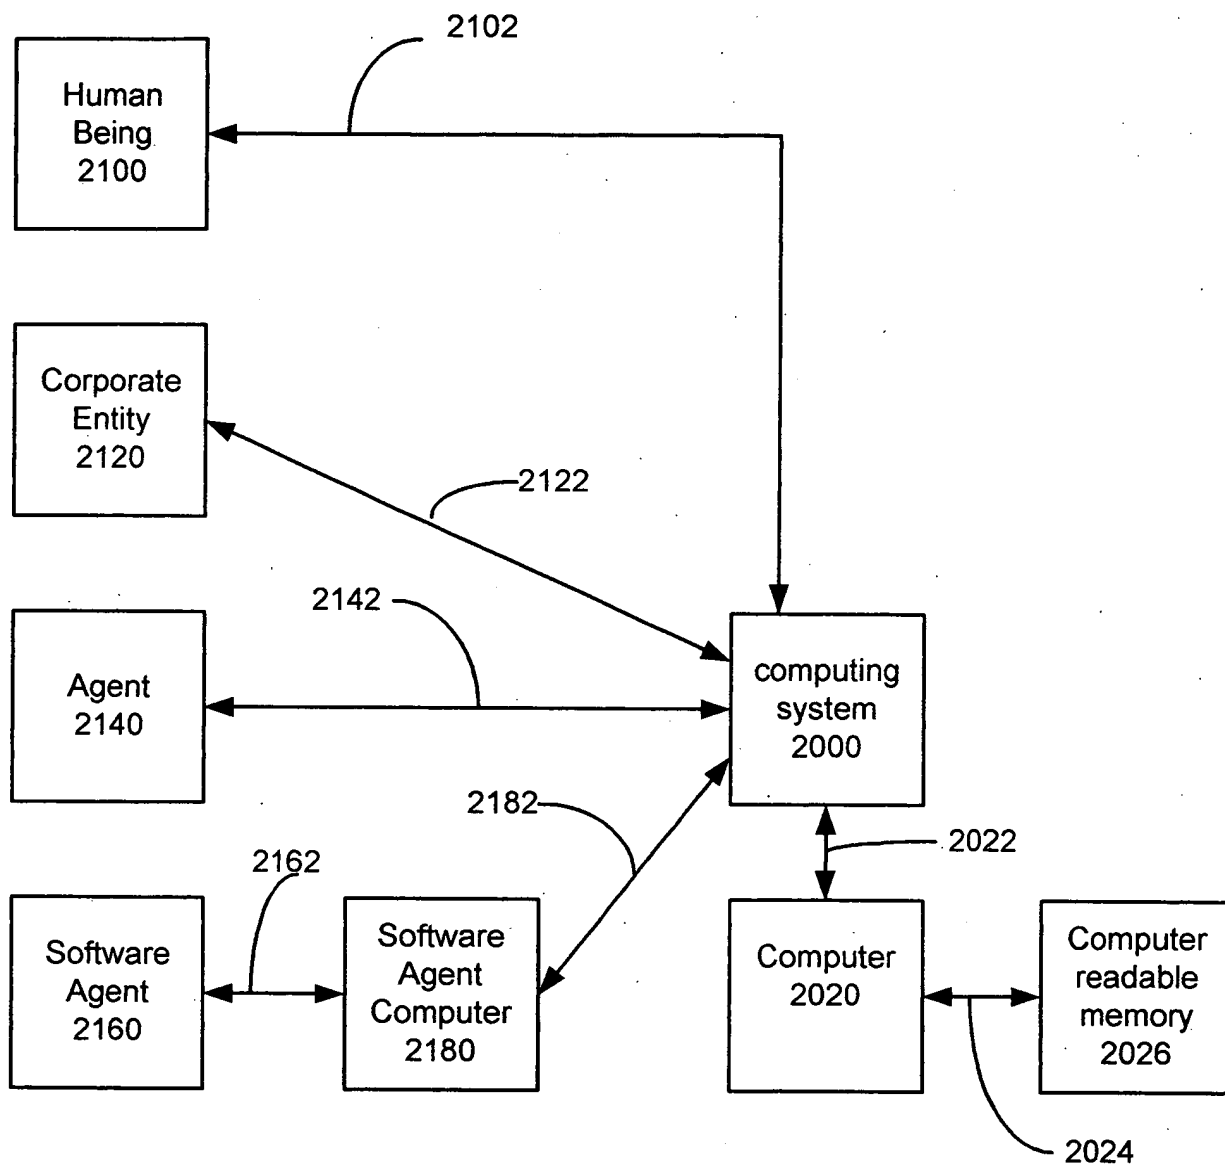 2102
Human
Being
2100
Corporate
Entity
2120
2122
2142
Agent
2140
computing
system
2000
2182
2022
2162
Software
Agent
2160
Software
Agent
Computer
2180
Computer
2020
Computer
readable
memory
2026
2024